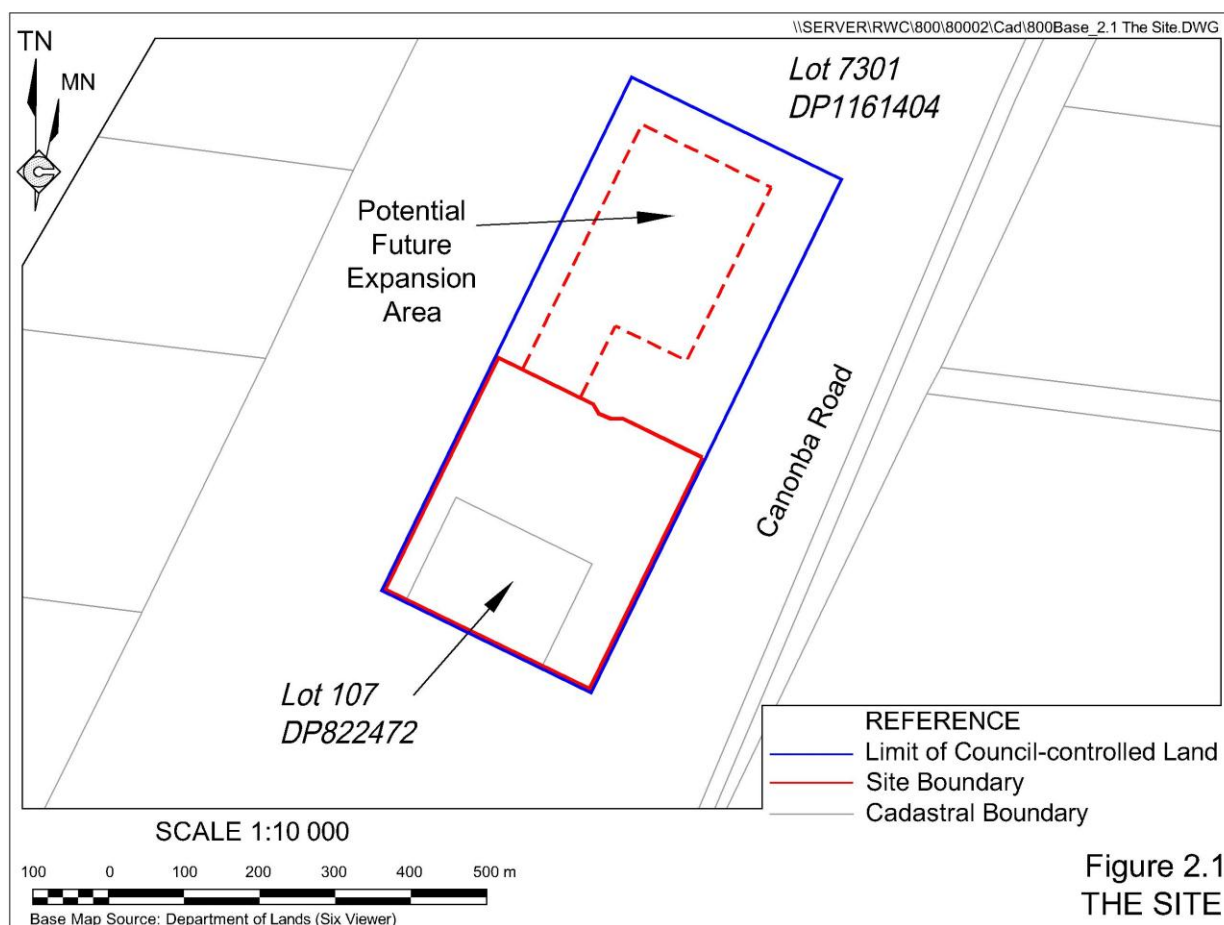 \\SERVER\RWC\800\80002\Cad\800Base_2.1 The Site.DWG
TN
MN
Lot 7301
DP1161404
Potential
Future
Expansion
Area
Canonba Road
Lot 107
DP822472
REFERENCE
Limit of Council-controlled Land
Site Boundary
Cadastral Boundary
SCALE 1:10 000
100 0 100 200 300 400 500 m
Base Map Source: Department of Lands (Six Viewer)
Figure 2.1
THE SITE